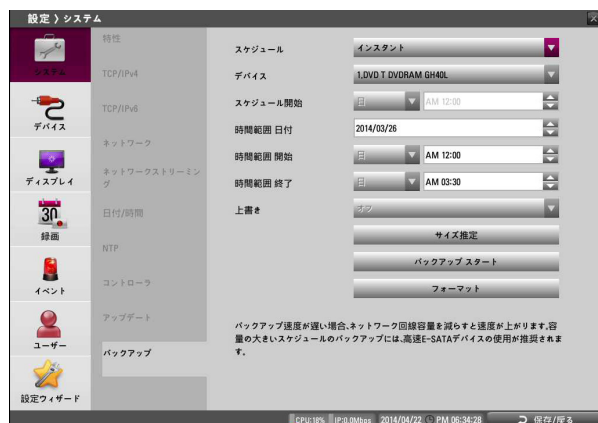 設定 〉システム
システム
デバイス
ディスプレイ
30
録画
イベント
ユーザー
設定ウィザード
特性
TCP/IPv4
TCP/IPv6
ネットワーク
ネットワークストリーミン
グ
日付/時間
NTP
コントローラ
アップデート
バックアップ
スケジュール
インスタント
デバイス
1,DVD T DVDRAM GH40L
スケジュール開始
日
AM 12:00
時間範囲 日付
2014/03/26
時間範囲 開始
日
AM 12:00
時間範囲 終了
日
AM 03:30
上書き
オフ
サイズ推定
バックアップ スタート
フォーマット
バックアップ速度が遅い場合、ネットワーク回線容量を減らすと速度が上がります,容
量の大きいスケジュールのバックアップには、高速E-SATAデバイスの使用が推奨されま
す。
CPU:18% IP:0.0Mbps 2014/04/22 PM 06:34:28 保存/戻る